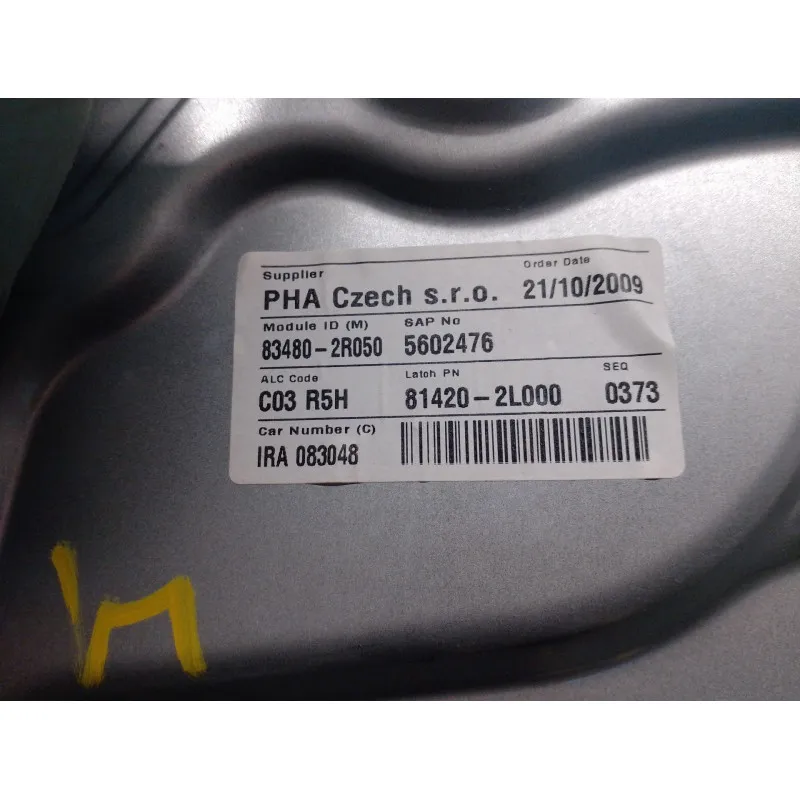 Supplier Order Date
PHA Czech s.r.o. 21/10/2009
Module ID (M) SAP No
83480-2R050 5602476
ALC Code Latch PN SEQ
C03 R5H 81420-2L000 0373
Car Number (C)
IRA 083048